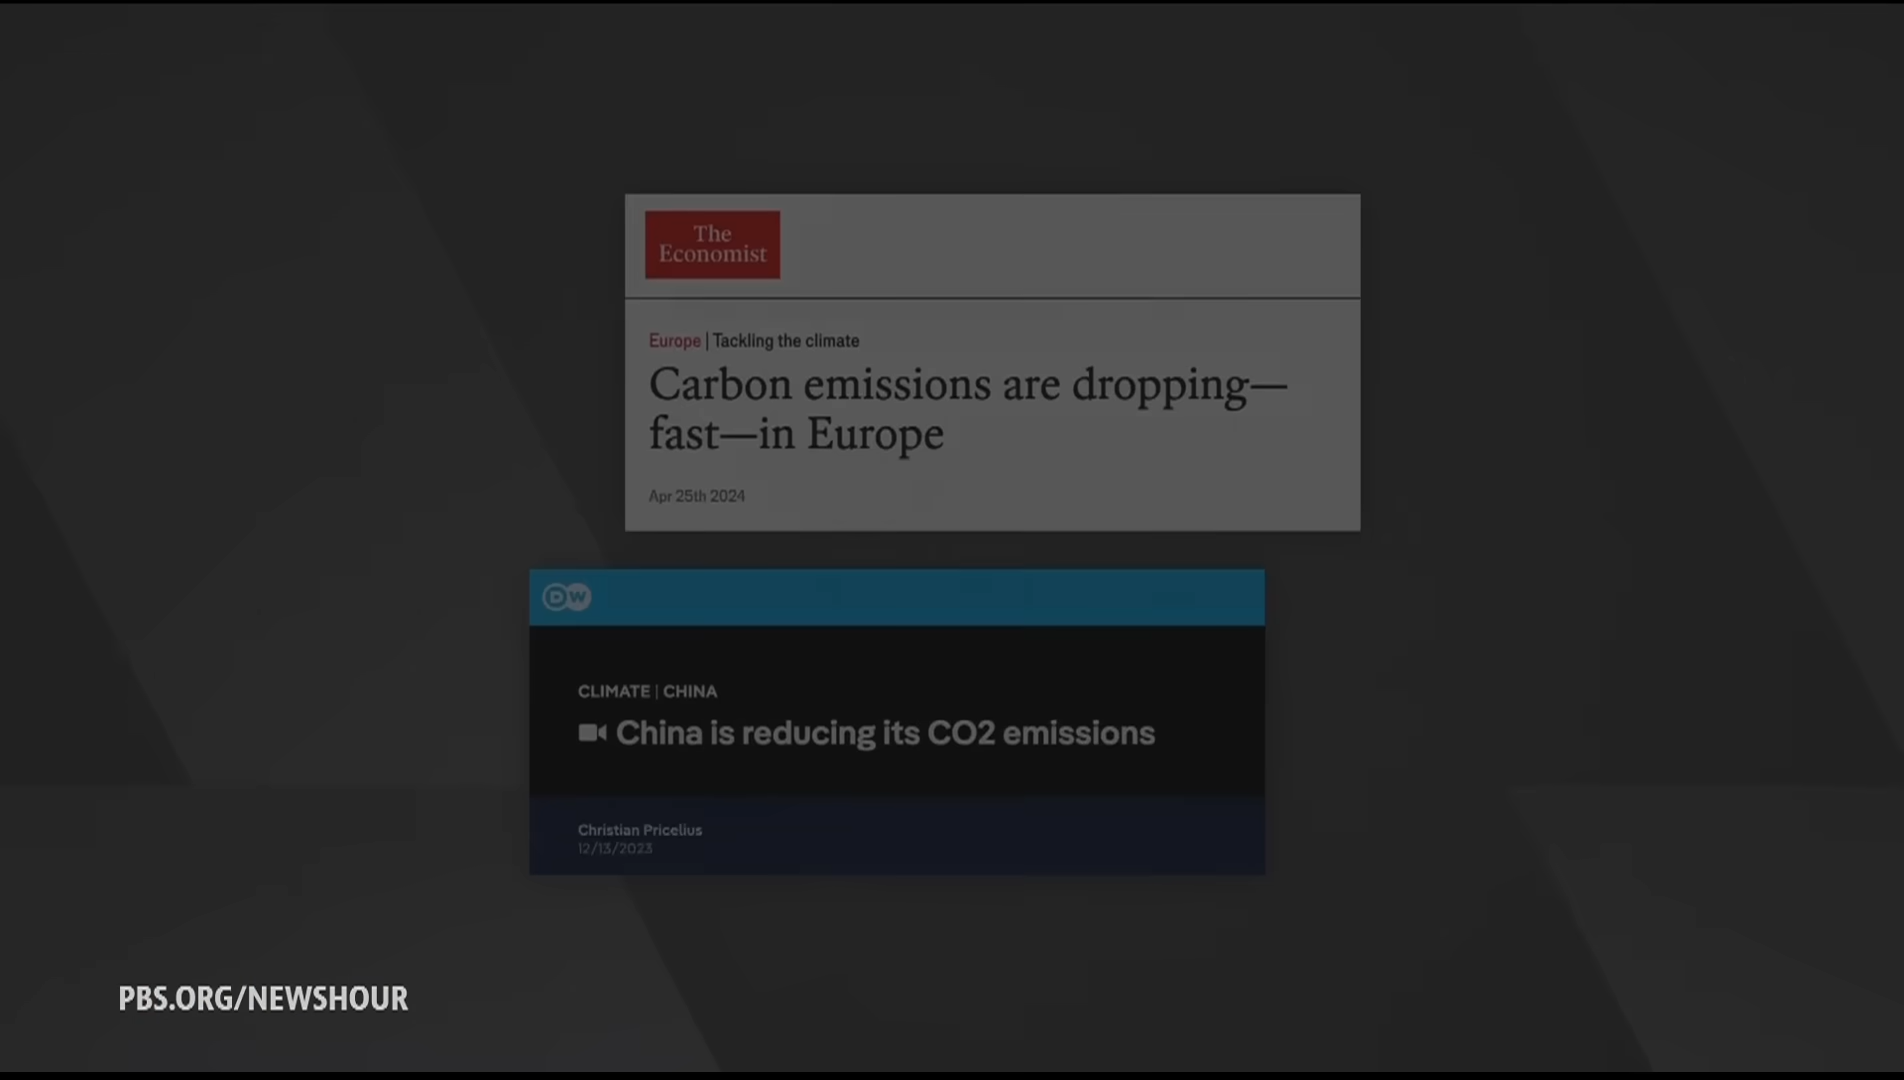 The
Economist
Europe | Tackling the climate
Carbon emissions are dropping—
fast—in Europe
Apr 25th 2024
DW
CLIMATE | CHINA
China is reducing its CO2 emissions
Christian Pricelius
12/13/2023
PBS.ORG/NEWSHOUR